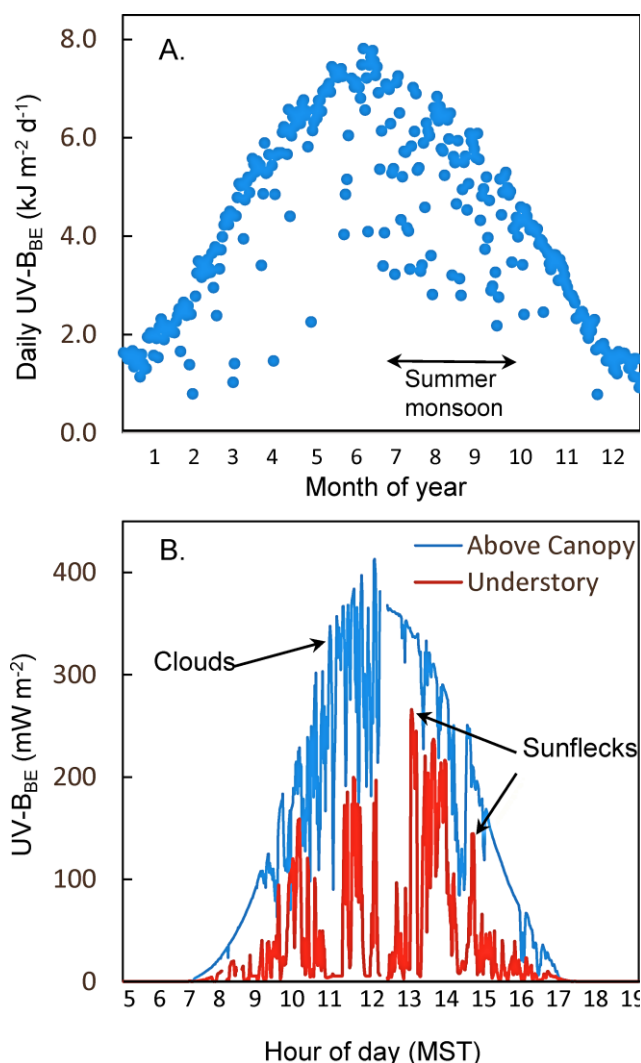 A.
Daily UV-B_BE (kJ m⁻² d⁻¹)
8.0
6.0
4.0
2.0
0.0
Summer
monsoon
1 2 3 4 5 6 7 8 9 10 11 12
Month of year
B.
Above Canopy
Understory
UV-B_BE (mW m⁻²)
400
300
200
100
0
Clouds
Sunflecks
5 6 7 8 9 10 11 12 13 14 15 16 17 18 19
Hour of day (MST)